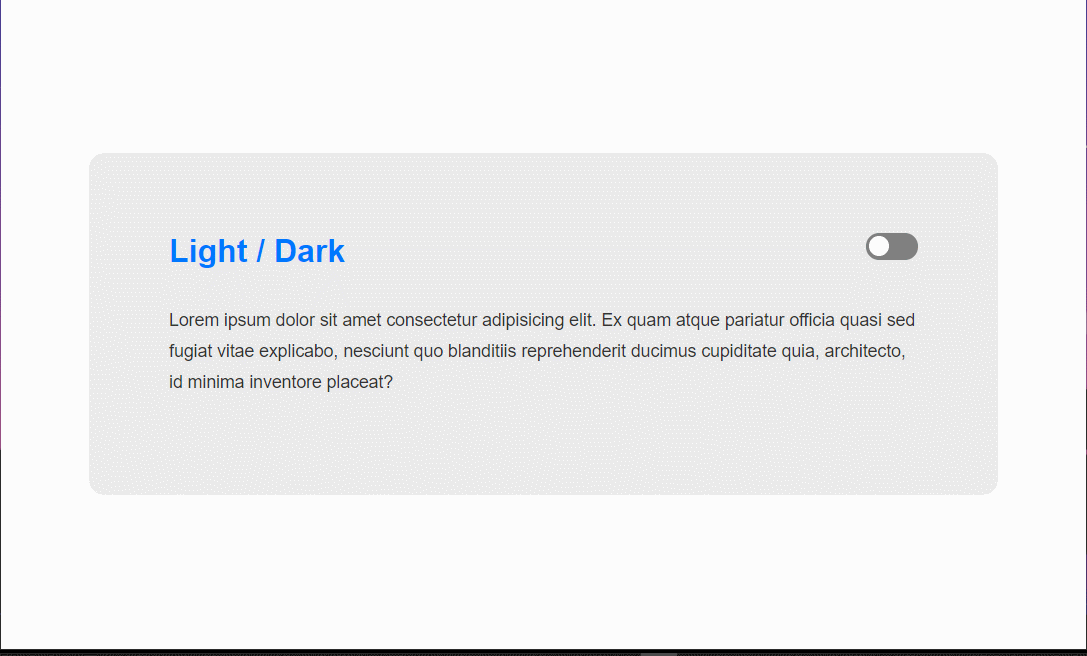 Light / Dark
Lorem ipsum dolor sit amet consectetur adipisicing elit. Ex quam atque pariatur officia quasi sed
fugiat vitae explicabo, nesciunt quo blanditiis reprehenderit ducimus cupiditate quia, architecto,
id minima inventore placeat?